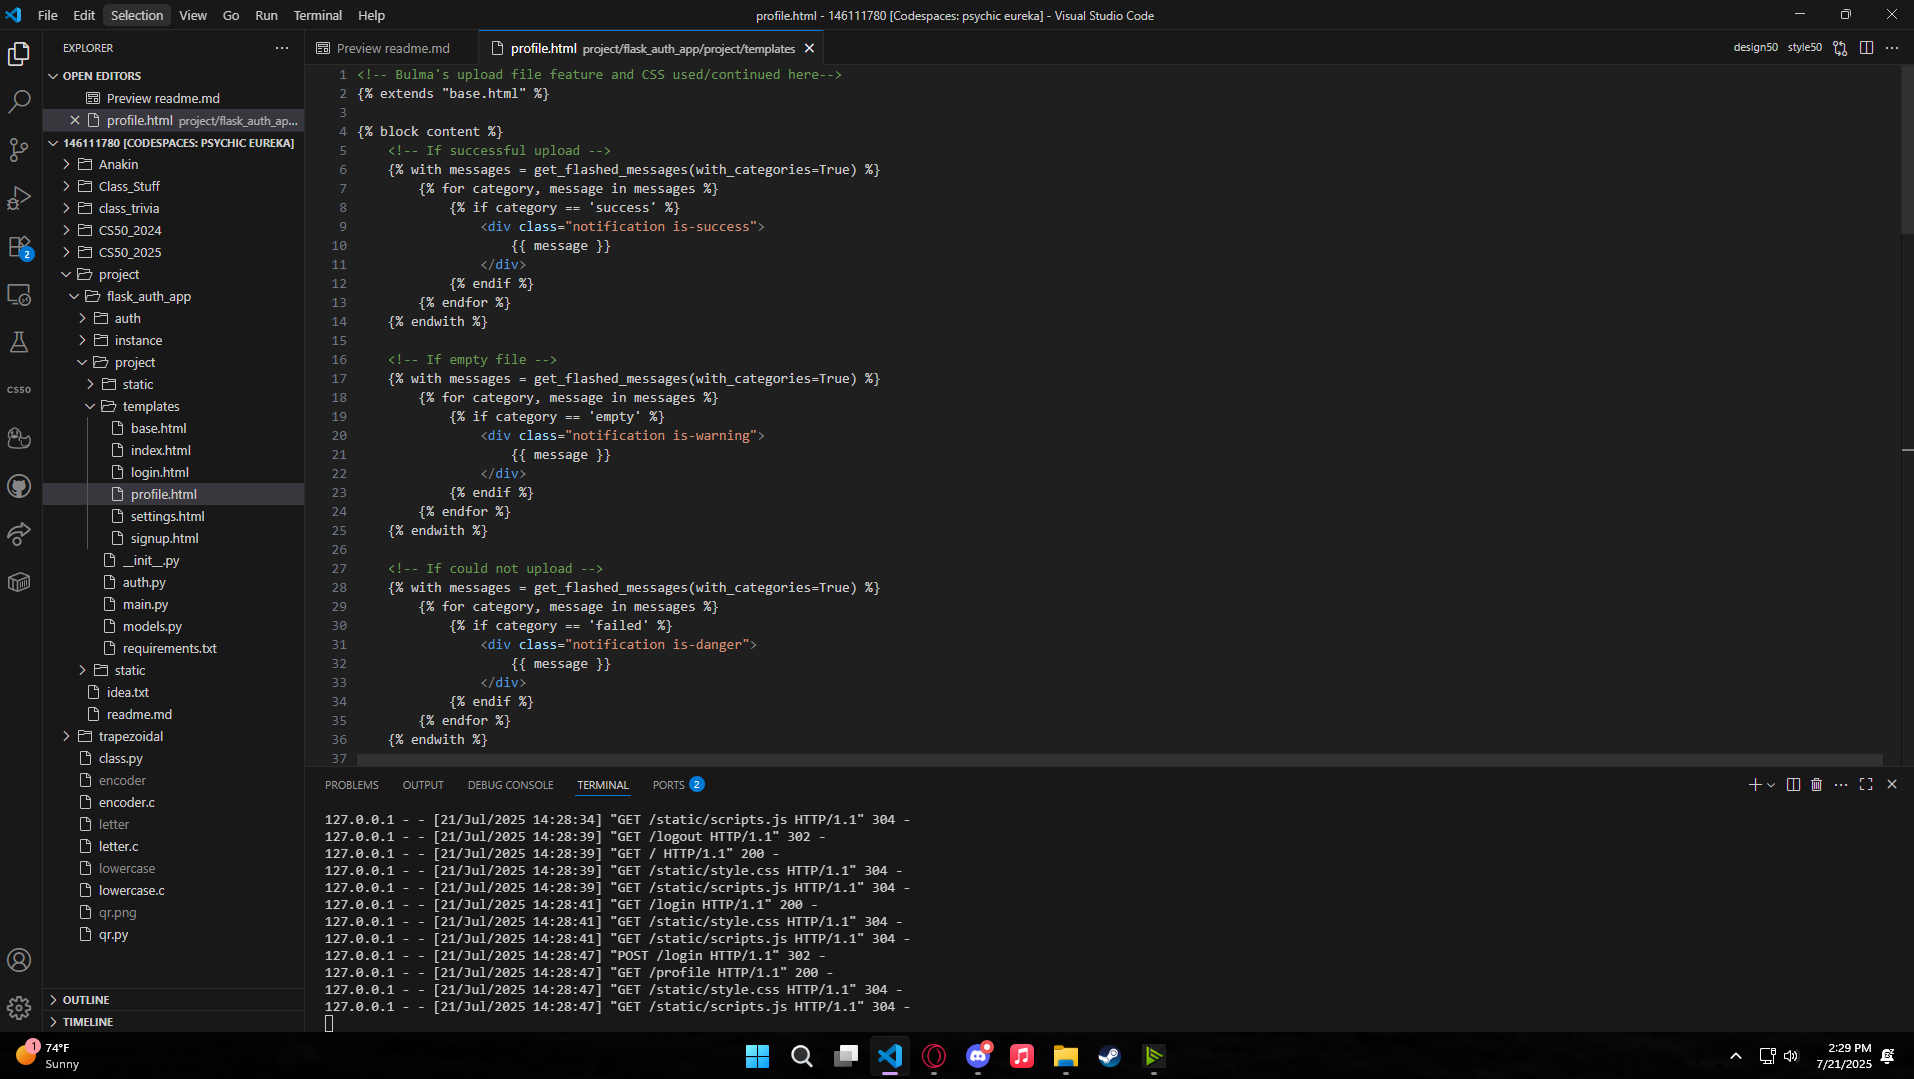 File Edit Selection View Go Run Terminal Help
profile.html - 146111780 [Codespaces: psychic eureka] - Visual Studio Code
EXPLORER
OPEN EDITORS
Preview readme.md
profile.html project/flask_auth_ap...
146111780 [CODESPACES: PSYCHIC EUREKA]
Anakin
Class_Stuff
class_trivia
CS50_2024
CS50_2025
project
flask_auth_app
auth
instance
project
static
templates
base.html
index.html
login.html
profile.html
settings.html
signup.html
__init__.py
auth.py
main.py
models.py
requirements.txt
static
idea.txt
readme.md
trapezoidal
class.py
encoder
encoder.c
letter
letter.c
lowercase
lowercase.c
qr.png
qr.py
OUTLINE
TIMELINE
2
CS50
Preview readme.md
profile.html project/flask_auth_app/project/templates
design50 style50
1 <!-- Bulma's upload file feature and CSS used/continued here-->
2 {% extends "base.html" %}
3
4 {% block content %}
5 <!-- If successful upload -->
6 {% with messages = get_flashed_messages(with_categories=True) %}
7 {% for category, message in messages %}
8 {% if category == 'success' %}
9 <div class="notification is-success">
10 {{ message }}
11 </div>
12 {% endif %}
13 {% endfor %}
14 {% endwith %}
15
16 <!-- If empty file -->
17 {% with messages = get_flashed_messages(with_categories=True) %}
18 {% for category, message in messages %}
19 {% if category == 'empty' %}
20 <div class="notification is-warning">
21 {{ message }}
22 </div>
23 {% endif %}
24 {% endfor %}
25 {% endwith %}
26
27 <!-- If could not upload -->
28 {% with messages = get_flashed_messages(with_categories=True) %}
29 {% for category, message in messages %}
30 {% if category == 'failed' %}
31 <div class="notification is-danger">
32 {{ message }}
33 </div>
34 {% endif %}
35 {% endfor %}
36 {% endwith %}
37
PROBLEMS OUTPUT DEBUG CONSOLE TERMINAL PORTS 2
127.0.0.1 - - [21/Jul/2025 14:28:34] "GET /static/scripts.js HTTP/1.1" 304 -
127.0.0.1 - - [21/Jul/2025 14:28:39] "GET /logout HTTP/1.1" 302 -
127.0.0.1 - - [21/Jul/2025 14:28:39] "GET / HTTP/1.1" 200 -
127.0.0.1 - - [21/Jul/2025 14:28:39] "GET /static/style.css HTTP/1.1" 304 -
127.0.0.1 - - [21/Jul/2025 14:28:39] "GET /static/scripts.js HTTP/1.1" 304 -
127.0.0.1 - - [21/Jul/2025 14:28:41] "GET /login HTTP/1.1" 200 -
127.0.0.1 - - [21/Jul/2025 14:28:41] "GET /static/style.css HTTP/1.1" 304 -
127.0.0.1 - - [21/Jul/2025 14:28:41] "GET /static/scripts.js HTTP/1.1" 304 -
127.0.0.1 - - [21/Jul/2025 14:28:47] "POST /login HTTP/1.1" 302 -
127.0.0.1 - - [21/Jul/2025 14:28:47] "GET /profile HTTP/1.1" 200 -
127.0.0.1 - - [21/Jul/2025 14:28:47] "GET /static/style.css HTTP/1.1" 304 -
127.0.0.1 - - [21/Jul/2025 14:28:47] "GET /static/scripts.js HTTP/1.1" 304 -
1
74°F
Sunny
2:29 PM
7/21/2025